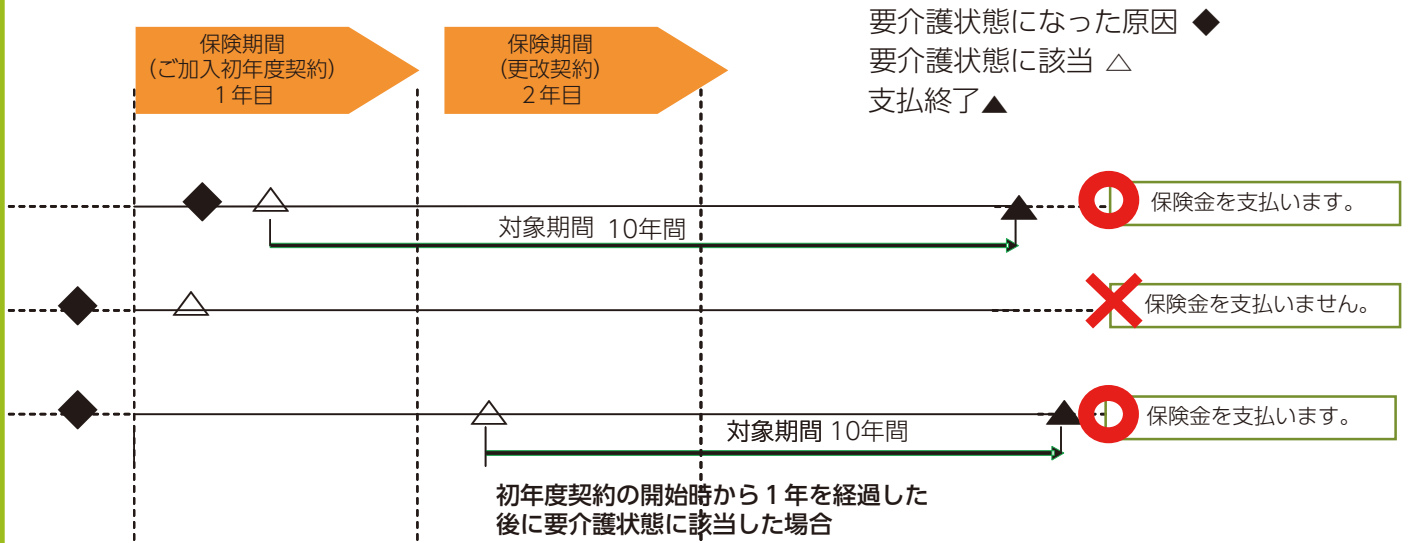 保険期間
(ご加入初年度契約)
1年目
保険期間
(更改契約)
2年目
要介護状態になった原因 ◆
要介護状態に該当 △
支払終了▲
対象期間 10年間
保険金を支払います。
保険金を支払いません。
対象期間 10年間
保険金を支払います。
初年度契約の開始時から1年を経過した
後に要介護状態に該当した場合